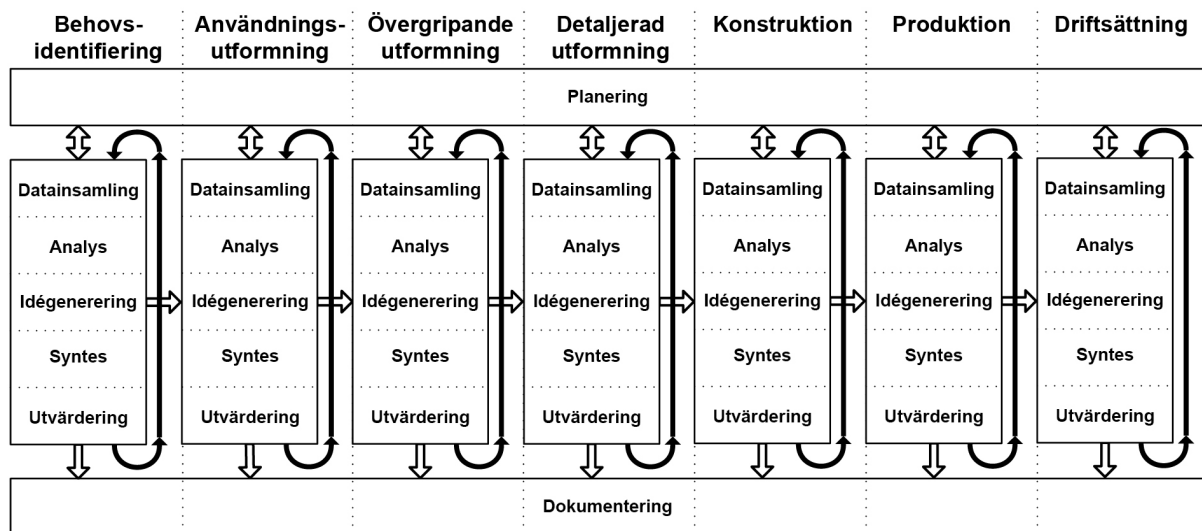 Behovs-
identifiering
Användnings-
utformning
Övergripande
utformning
Detaljerad
utformning
Konstruktion
Produktion
Driftsättning
Planering
Datainsamling
Analys
Idégenerering
Syntes
Utvärdering
Datainsamling
Analys
Idégenerering
Syntes
Utvärdering
Datainsamling
Analys
Idégenerering
Syntes
Utvärdering
Datainsamling
Analys
Idégenerering
Syntes
Utvärdering
Datainsamling
Analys
Idégenerering
Syntes
Utvärdering
Datainsamling
Analys
Idégenerering
Syntes
Utvärdering
Datainsamling
Analys
Idégenerering
Syntes
Utvärdering
Dokumentering